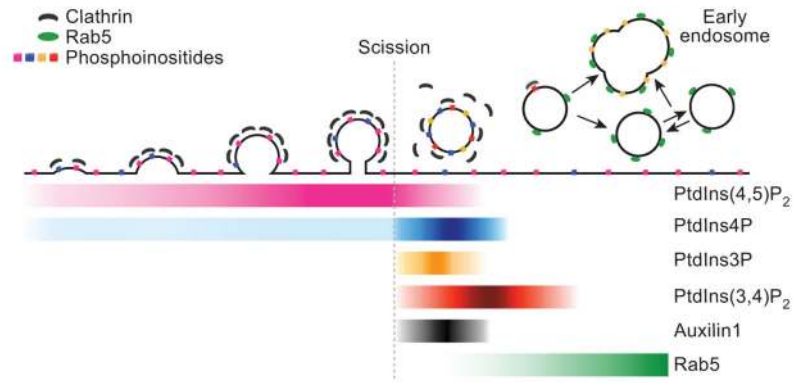 Clathrin
Rab5
Phosphoinositides
Scission
Early
endosome
PtdIns(4,5)P₂
PtdIns4P
PtdIns3P
PtdIns(3,4)P₂
Auxilin1
Rab5